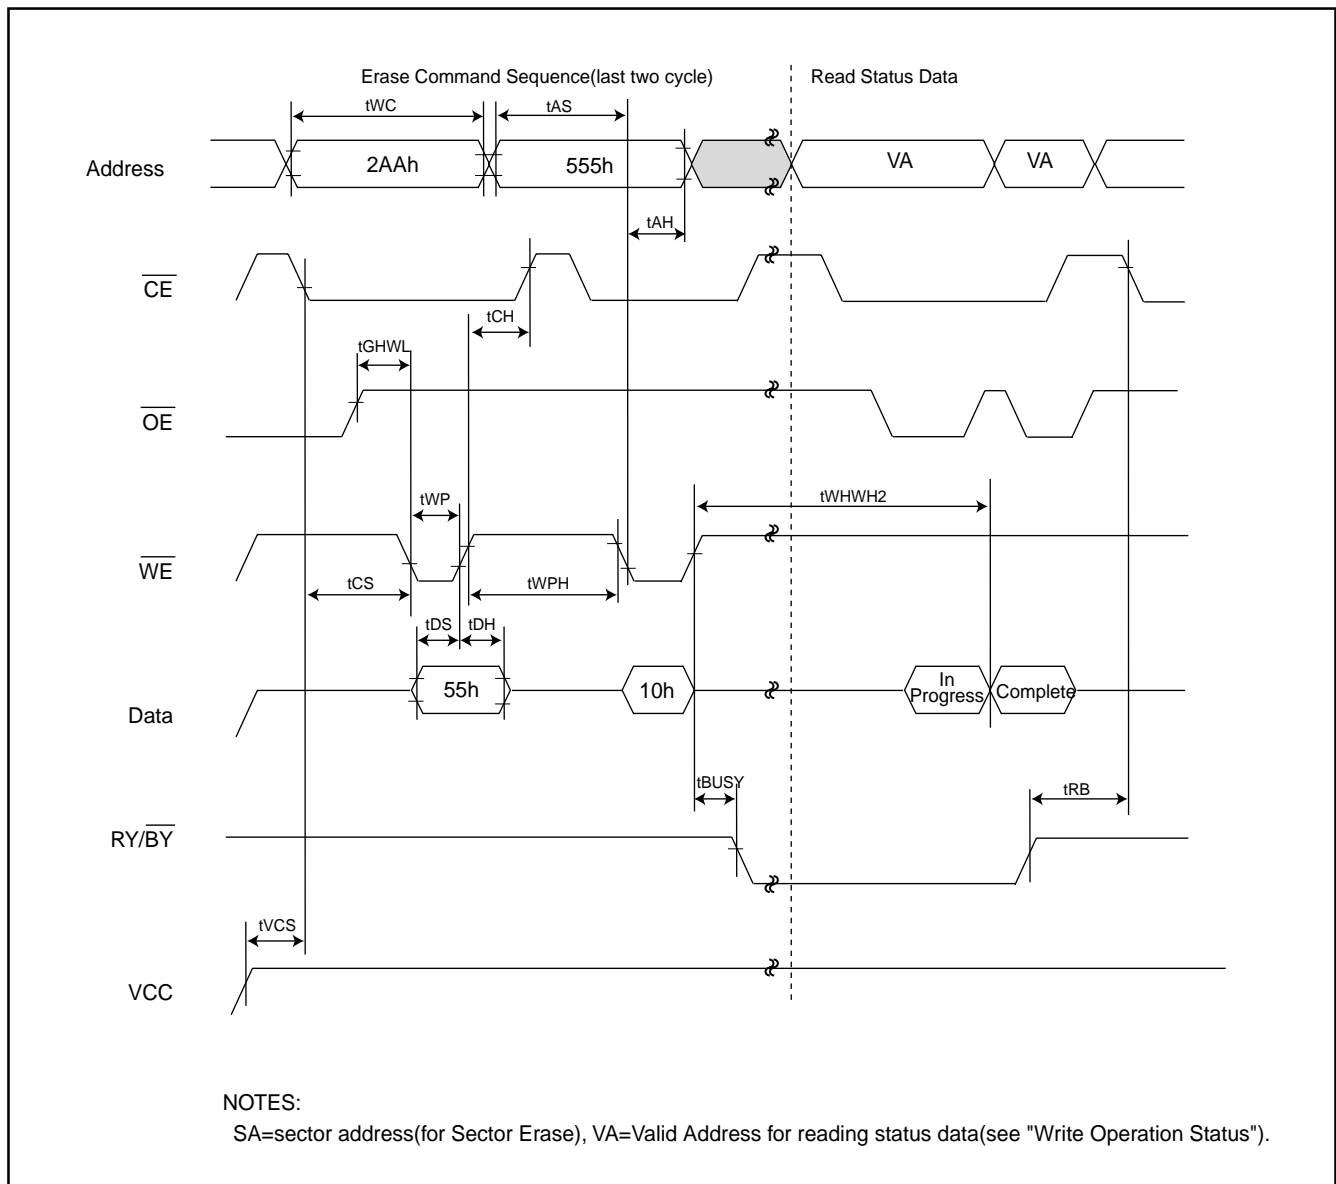 Erase Command Sequence(last two cycle)
Read Status Data
tWC
tAS
Address
2AAh
555h
VA
VA
tAH
CE
tCH
tGHWL
OE
tWP
tWHWH2
WE
tCS
tWPH
tDS
tDH
Data
55h
10h
In
Progress
Complete
tBUSY
tRB
RY/BY
tVCS
VCC
NOTES:
SA=sector address(for Sector Erase), VA=Valid Address for reading status data(see "Write Operation Status").